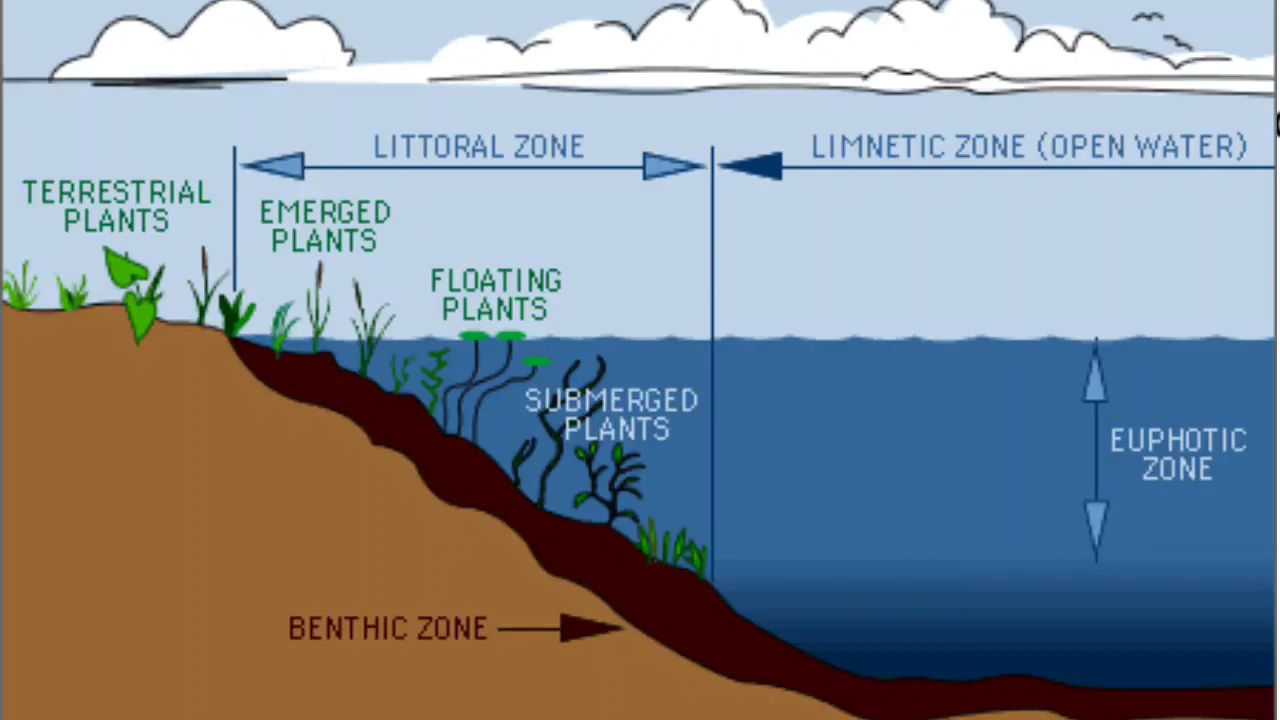 LITTORAL ZONE
LIMNETIC ZONE (OPEN WATER)
TERRESTRIAL
PLANTS
EMERGED
PLANTS
FLOATING
PLANTS
SUBMERGED
PLANTS
EUPHOTIC
ZONE
BENTHIC ZONE